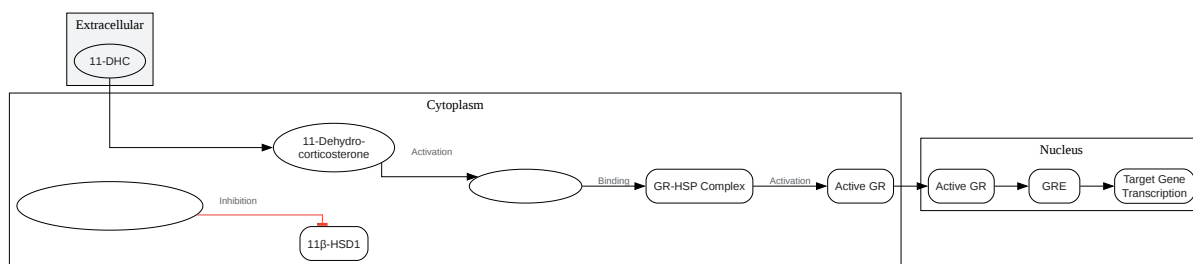 Extracellular
11-DHC
Cytoplasm
11-Dehydro-
corticosterone
Activation
Binding
GR-HSP Complex
Activation
Active GR
Inhibition
11β-HSD1
Nucleus
Active GR
GRE
Target Gene
Transcription